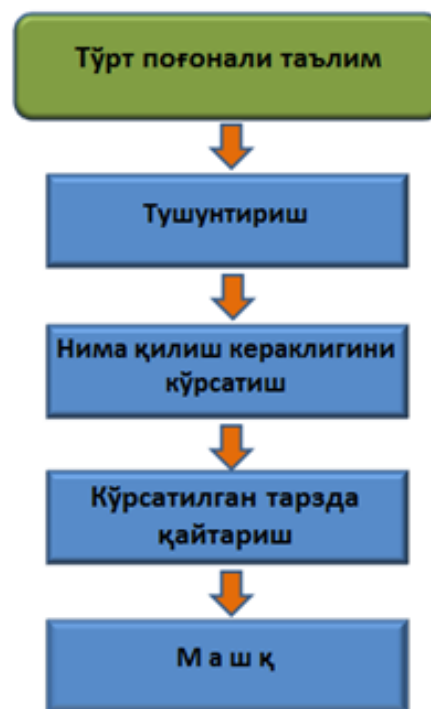 Тўрт поғонали таълим
Тушунтириш
Нима қилиш кераклигини
кўрсатиш
Кўрсатилган тарзда
қайтариш
М а ш қ